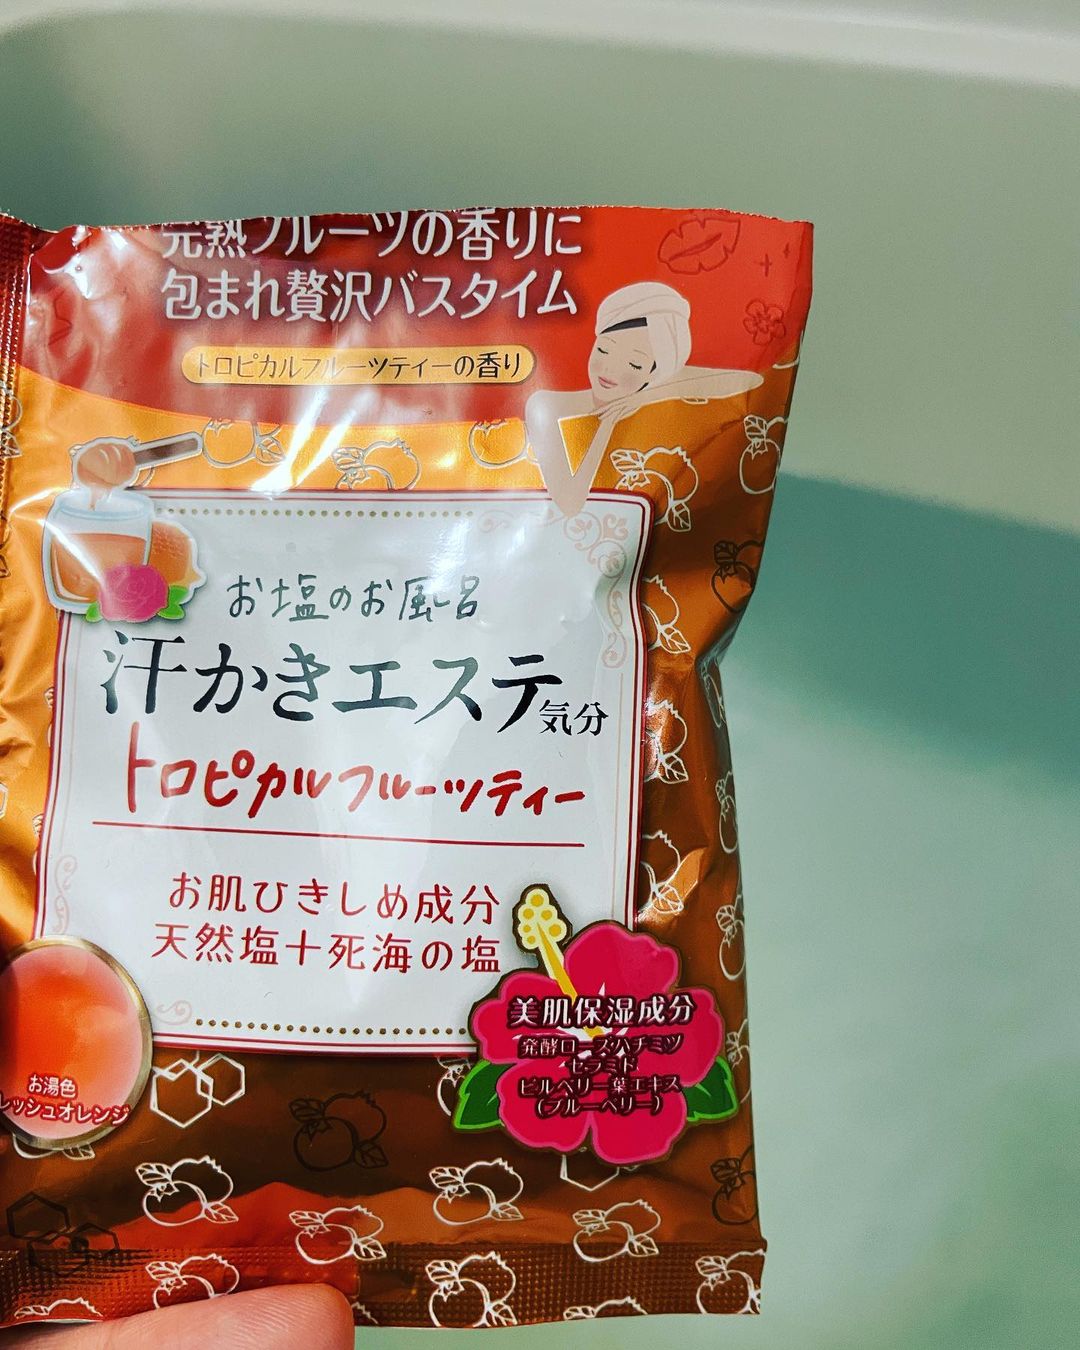 完熟フルーツの香りに
包まれ贅沢バスタイム
トロピカルフルーツティーの香り
お塩のお風呂
汗かきエステ気分
トロピカルフルーツティー
お肌ひきしめ成分
天然塩+死海の塩
美肌保湿成分
発酵ローズハチミツ
セラミド
ビルベリー葉エキス
(ブルーベリー)
お湯色
レッシュオレンジ